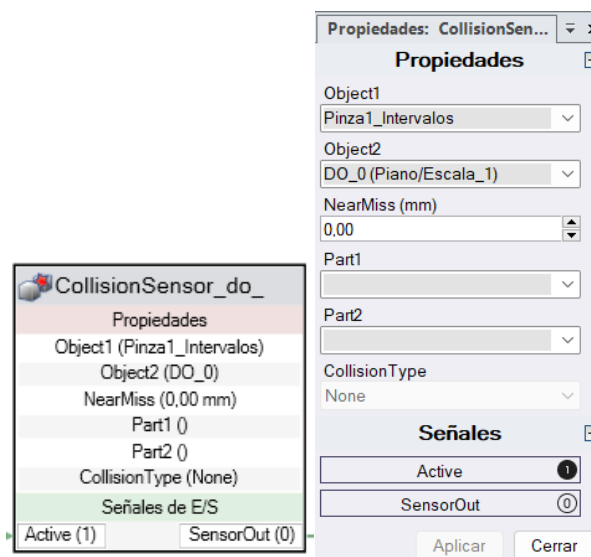 CollisionSensor_do_
Propiedades
Object1 (Pinza1_Intervalos)
Object2 (DO_0)
NearMiss (0,00 mm)
Part1 ()
Part2 ()
CollisionType (None)
Señales de E/S
Active (1)
SensorOut (0)
Propiedades: CollisionSen...
Propiedades
Object1
Pinza1_Intervalos
Object2
DO_0 (Piano/Escala_1)
NearMiss (mm)
0,00
Part1
Part2
CollisionType
None
Señales
Active 1
SensorOut 0
Aplicar
Cerrar